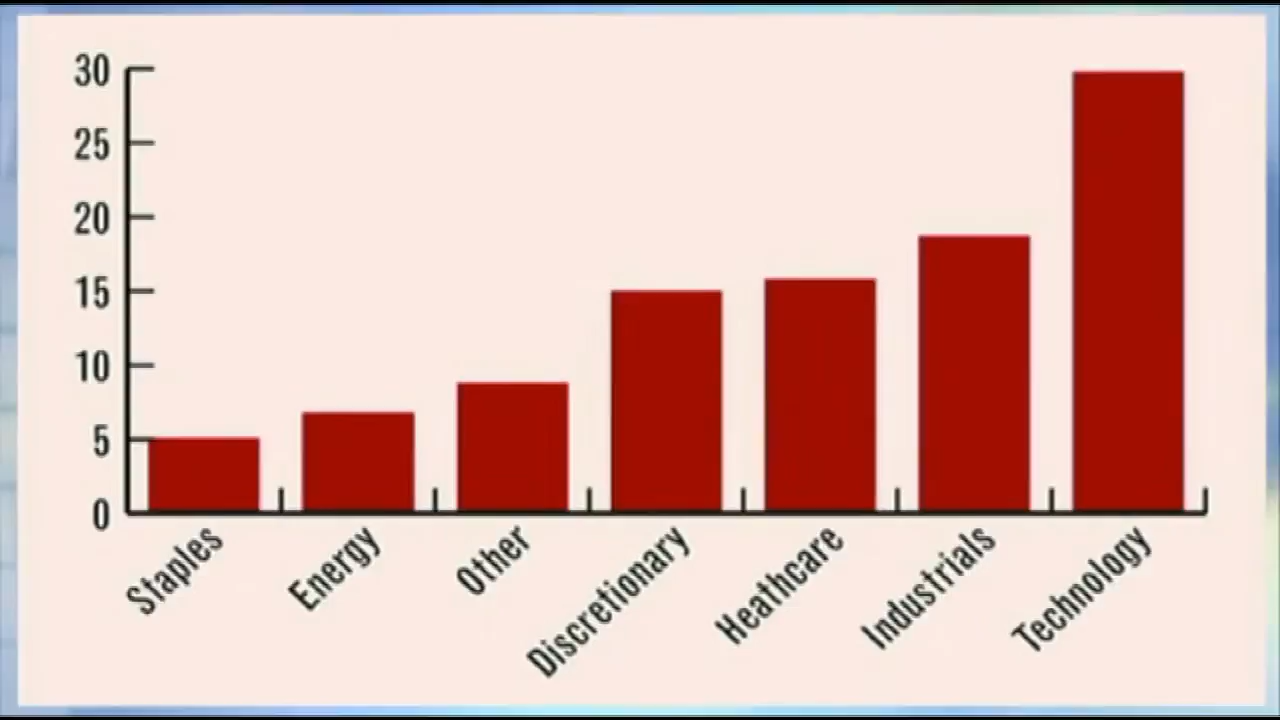 30
25
20
15
10
5
0
Staples
Energy
Other
Discretionary
Heathcare
Industrials
Technology